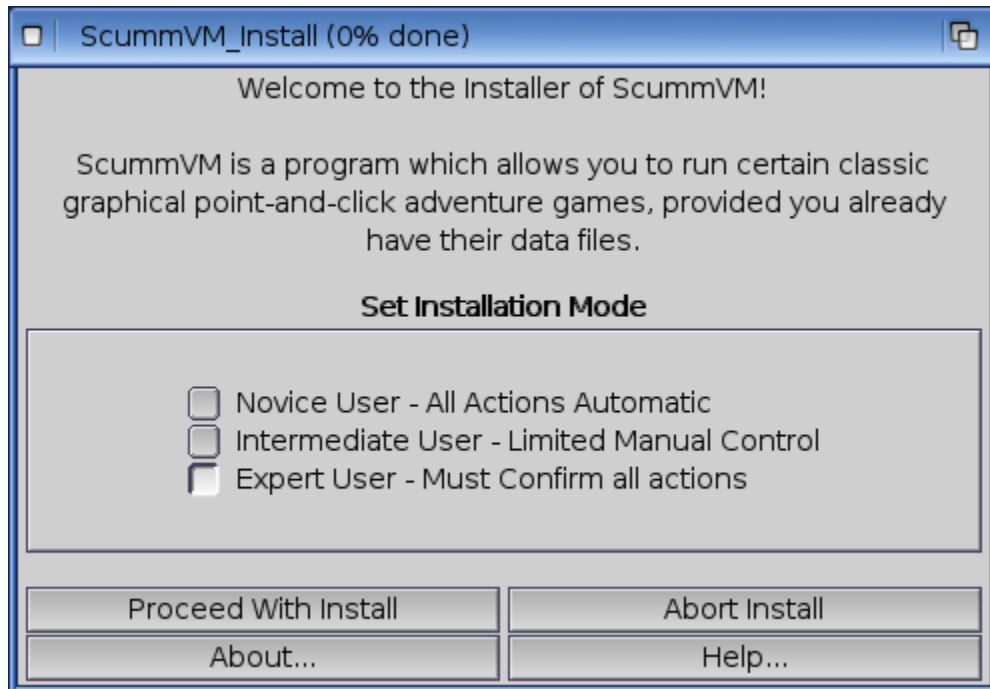 ScummVM_Install (0% done)
Welcome to the Installer of ScummVM!
ScummVM is a program which allows you to run certain classic
graphical point-and-click adventure games, provided you already
have their data files.
Set Installation Mode
Novice User - All Actions Automatic
Intermediate User - Limited Manual Control
Expert User - Must Confirm all actions
Proceed With Install
Abort Install
About...
Help...